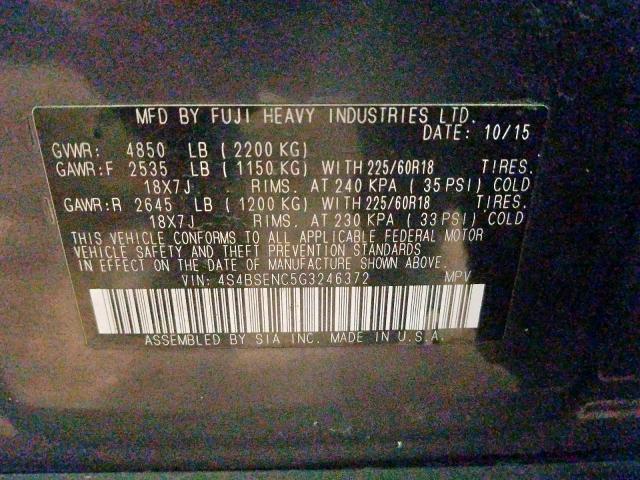 MFD BY FUJI HEAVY INDUSTRIES LTD.
DATE: 10/15
GVWR: 4850 LB (2200 KG)
GAWR:F 2535 LB (1150 KG) WITH 225/60R18 TIRES.
18X7J RIMS. AT 240 KPA (35 PSI) COLD
GAWR:R 2645 LB (1200 KG) WITH 225/60R18 TIRES.
18X7J RIMS. AT 230 KPA (33 PSI) COLD
THIS VEHICLE CONFORMS TO ALL APPLICABLE FEDERAL MOTOR
VEHICLE SAFETY AND THEFT PREVENTION STANDARDS
IN EFFECT ON THE DATE OF MANUFACTURE SHOWN ABOVE.
VIN: 4S4BSENC5G3246372 MPV
ASSEMBLED BY SIA INC. MADE IN U.S.A.